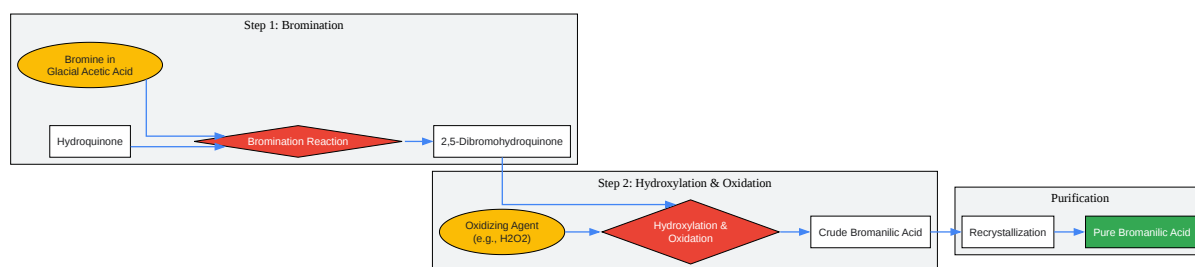 Step 1: Bromination
Bromine in
Glacial Acetic Acid
Hydroquinone
Bromination Reaction
2,5-Dibromohydroquinone
Step 2: Hydroxylation & Oxidation
Oxidizing Agent
(e.g., H2O2)
Hydroxylation &
Oxidation
Crude Bromanilic Acid
Purification
Recrystallization
Pure Bromanilic Acid